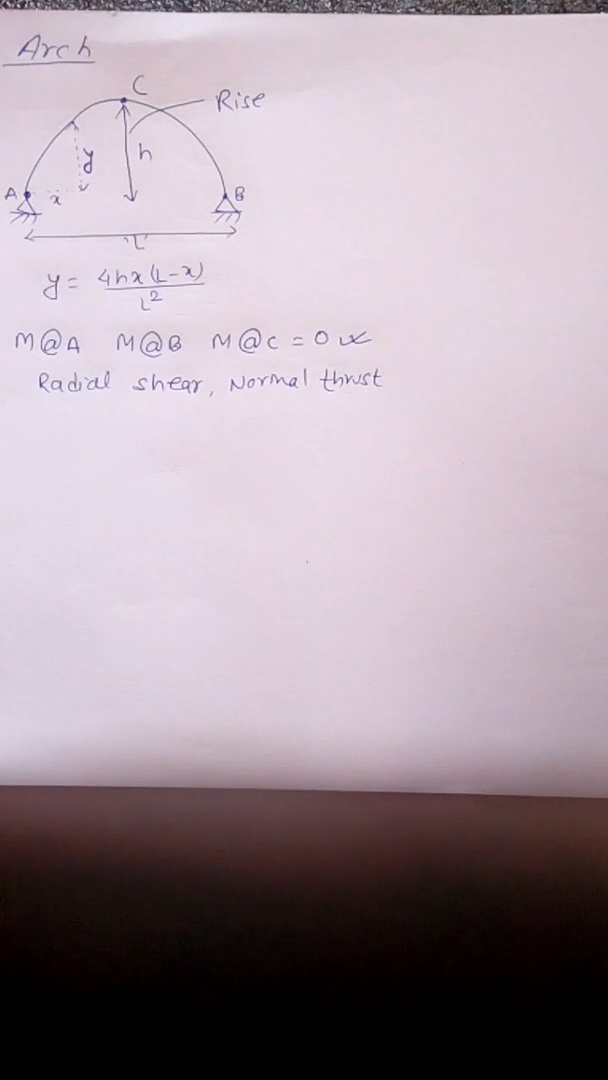 Arch
C
Rise
h
y
A
x
B
L
y = 4hx(L-x)
L²
M@A M@B M@C = 0
Radial shear, Normal thrust